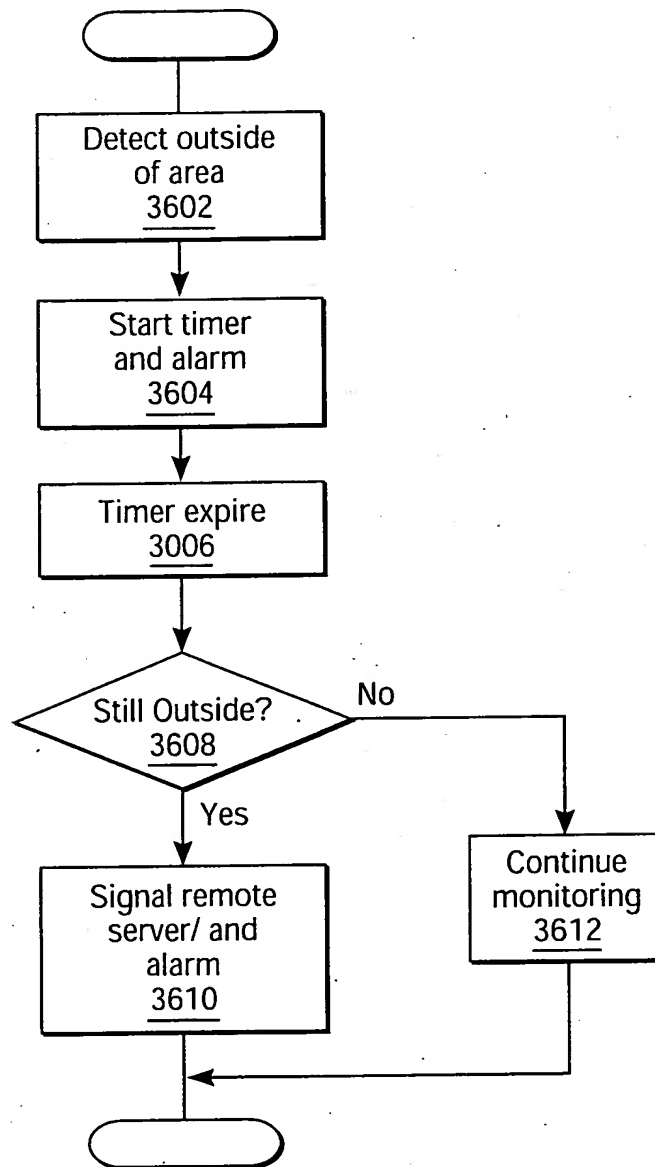 Detect outside
of area
3602
Start timer
and alarm
3604
Timer expire
3006
Still Outside?
3608
No
Yes
Signal remote
server/ and
alarm
3610
Continue
monitoring
3612